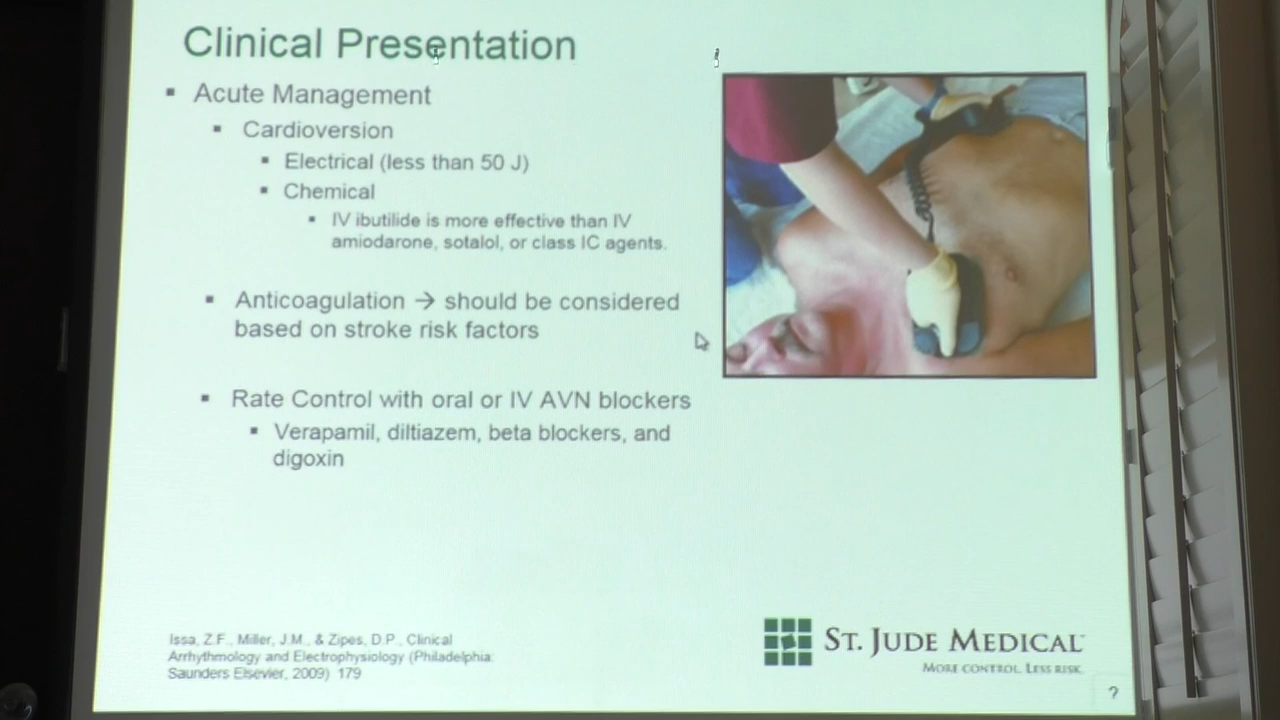 Clinical Presentation
Acute Management
Cardioversion
Electrical (less than 50 J)
Chemical
IV ibutilide is more effective than IV
amiodarone, sotalol, or class IC agents.
Anticoagulation → should be considered
based on stroke risk factors
Rate Control with oral or IV AVN blockers
Verapamil, diltiazem, beta blockers, and
digoxin
Issa, Z.F., Miller, J.M., & Zipes, D.P., Clinical
Arrhythmology and Electrophysiology (Philadelphia:
Saunders Elsevier, 2009) 179
ST. JUDE MEDICAL™
MORE CONTROL. LESS RISK.
?